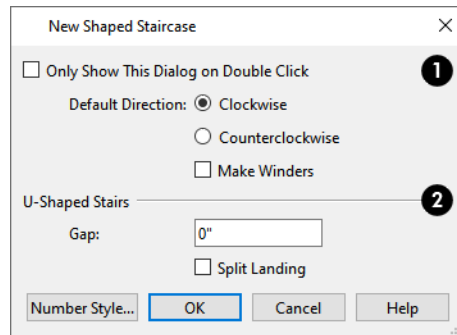 New Shaped Staircase
Only Show This Dialog on Double Click
1
Default Direction: Clockwise
Counterclockwise
Make Winders
U-Shaped Stairs
2
Gap: 0"
Split Landing
Number Style... OK Cancel Help